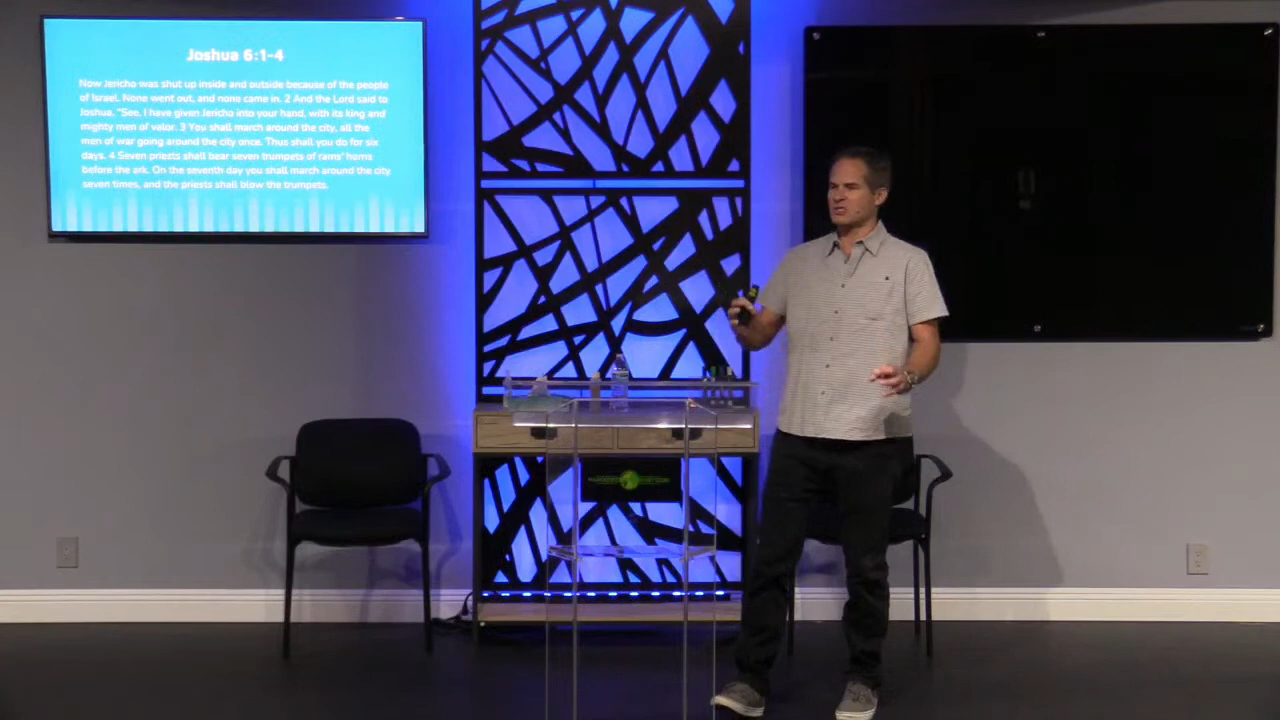 Joshua 6:1-4
Now Jericho was shut up inside and outside because of the people
of Israel. None went out, and none came in. 2 And the Lord said to
Joshua, "See, I have given Jericho into your hand, with its king and
mighty men of valor. 3 You shall march around the city, all the
men of war going around the city once. Thus shall you do for six
days. 4 Seven priests shall bear seven trumpets of rams' horns
before the ark. On the seventh day you shall march around the city
seven times, and the priests shall blow the trumpets.